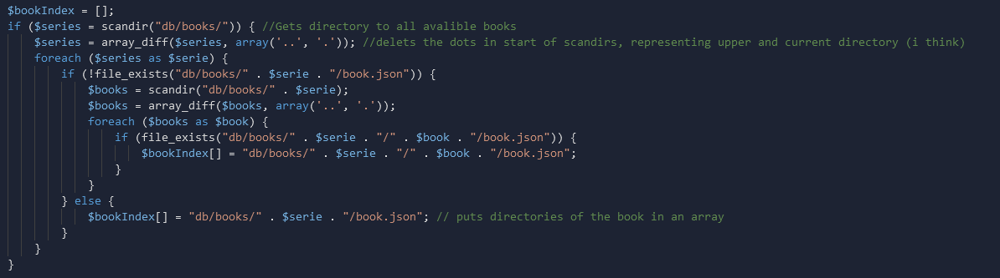 $bookIndex = [];
if ($series = scandir("db/books/")) { //Gets directory to all avalible books
    $series = array_diff($series, array('..', '.')); //delets the dots in start of scandirs, representing upper and current directory (i think)
    foreach ($series as $serie) {
        if (!file_exists("db/books/" . $serie . "/book.json")) {
            $books = scandir("db/books/" . $serie);
            $books = array_diff($books, array('..', '.'));
            foreach ($books as $book) {
                if (file_exists("db/books/" . $serie . "/" . $book . "/book.json")) {
                    $bookIndex[] = "db/books/" . $serie . "/" . $book . "/book.json";
                }
            }
        } else {
            $bookIndex[] = "db/books/" . $serie . "/book.json"; // puts directories of the book in an array
        }
    }
}